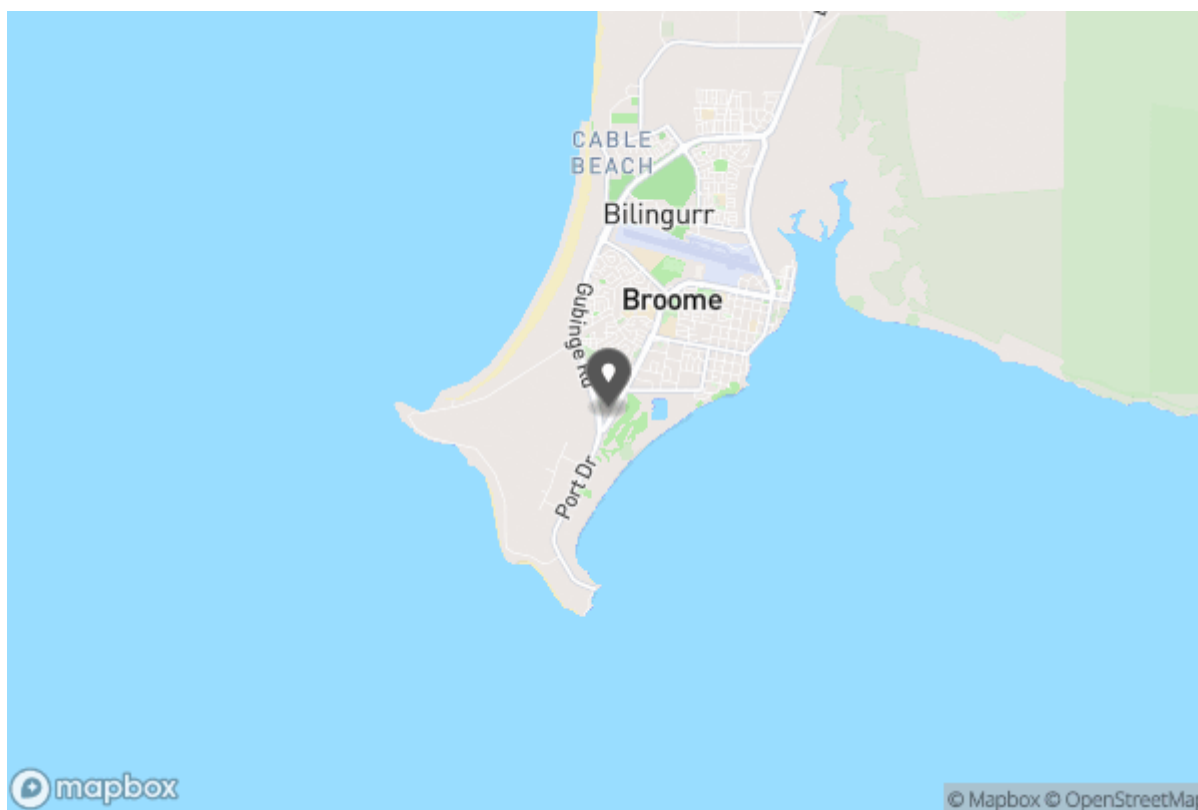 CABLE
BEACH
Bilingurr
Broome
Gubinge Rd
Port Dr
mapbox
© Mapbox © OpenStreetMap